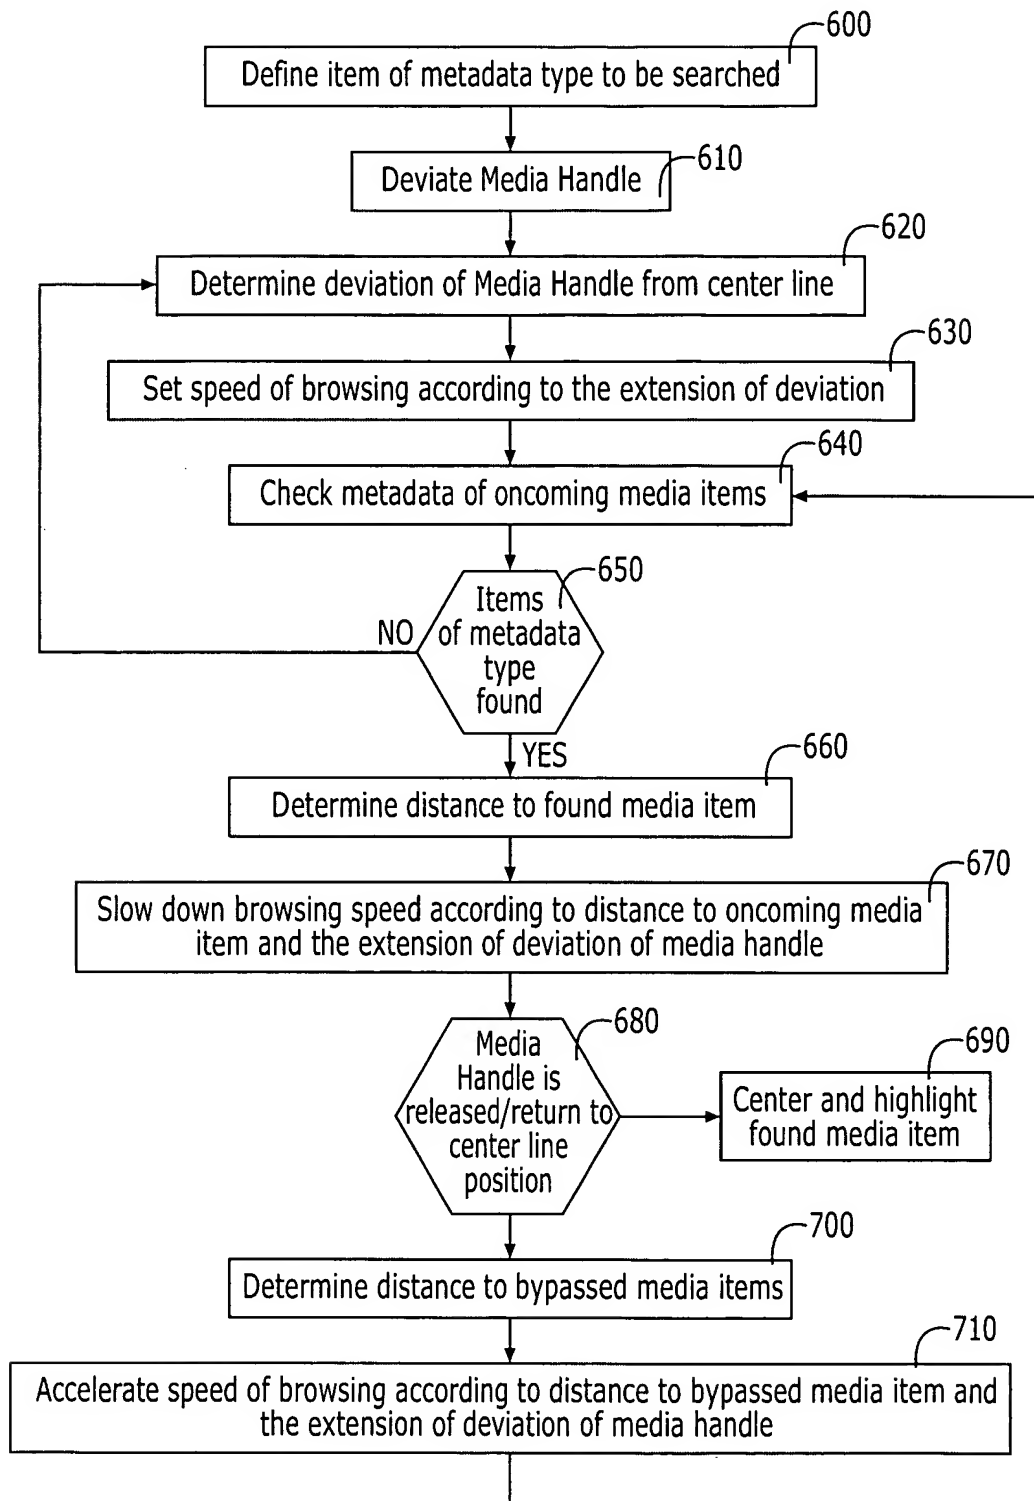 600
Define item of metadata type to be searched
610
Deviate Media Handle
620
Determine deviation of Media Handle from center line
630
Set speed of browsing according to the extension of deviation
640
Check metadata of oncoming media items
650
Items
of metadata
type
found
NO
YES
660
Determine distance to found media item
670
Slow down browsing speed according to distance to oncoming media
item and the extension of deviation of media handle
680
Media
Handle is
released/return to
center line
position
690
Center and highlight
found media item
700
Determine distance to bypassed media items
710
Accelerate speed of browsing according to distance to bypassed media item and
the extension of deviation of media handle